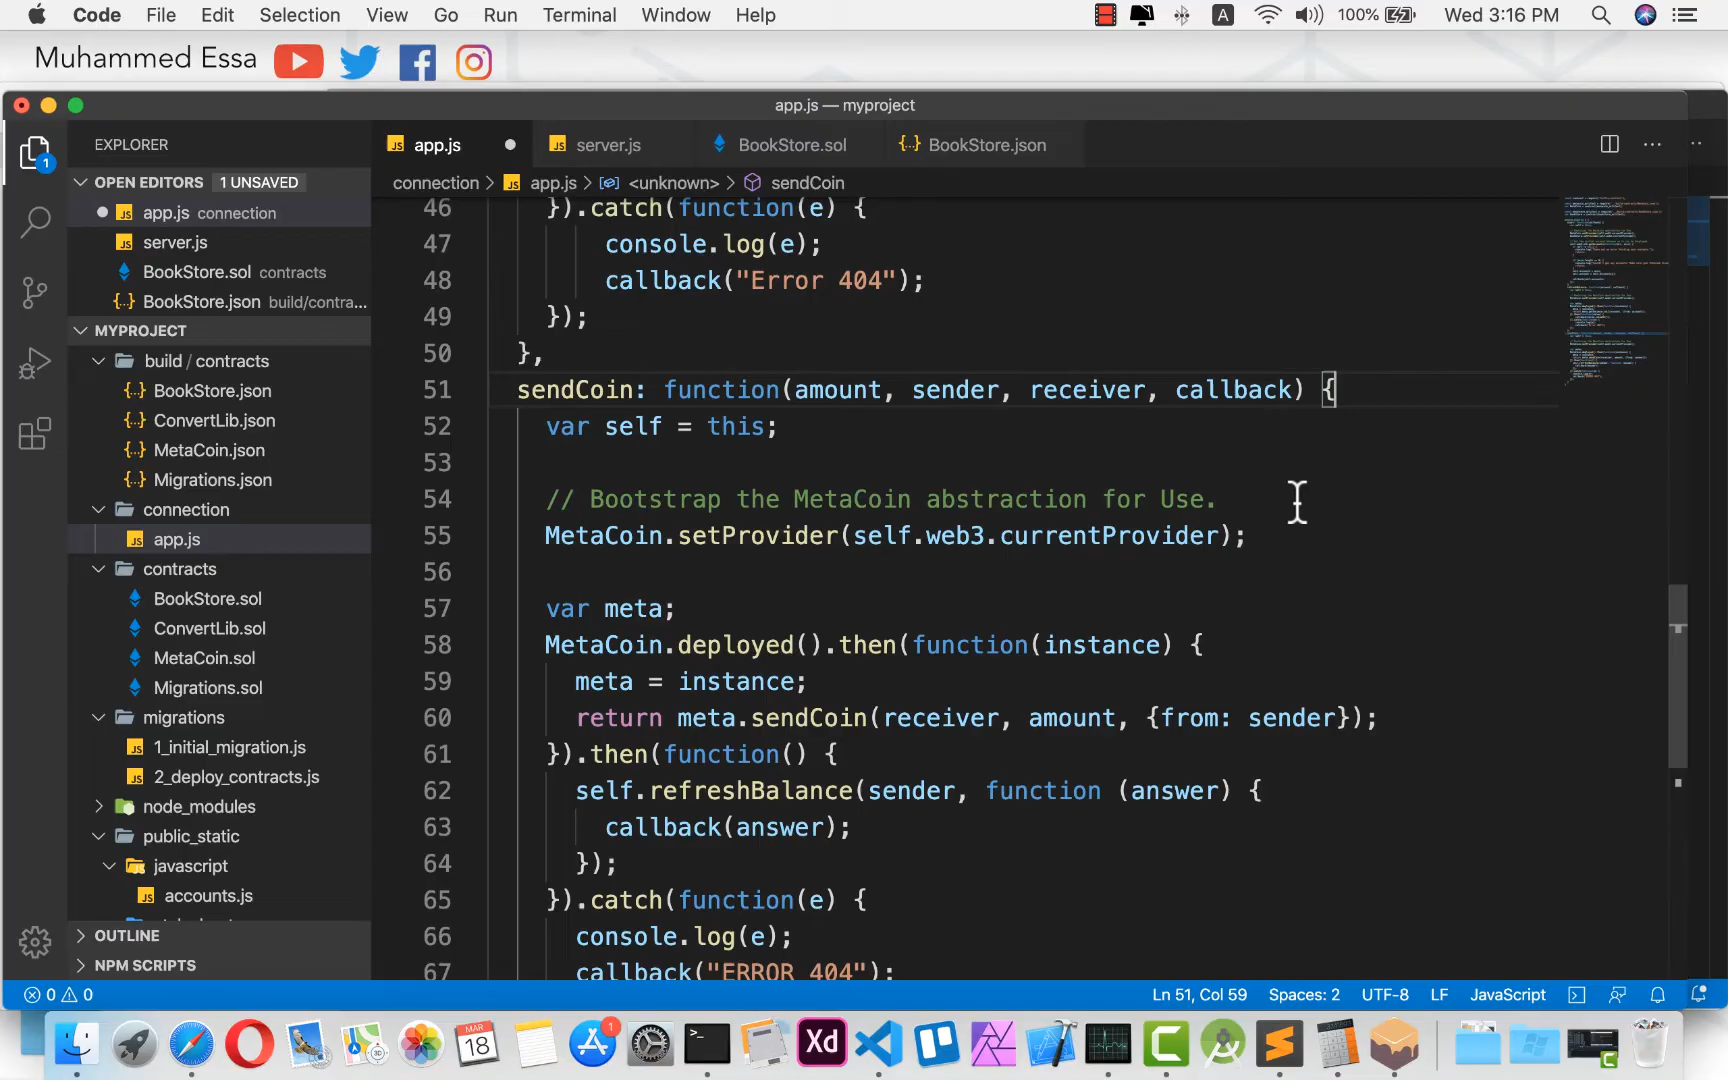 Code File Edit Selection View Go Run Terminal Window Help A 100% Wed 3:16 PM
Muhammed Essa
app.js — myproject
EXPLORER
app.js server.js BookStore.sol BookStore.json
OPEN EDITORS 1 UNSAVED
connection > app.js > <unknown> > sendCoin
app.js connection
server.js
BookStore.sol contracts
BookStore.json build/contra...
MYPROJECT
build / contracts
BookStore.json
ConvertLib.json
MetaCoin.json
Migrations.json
connection
app.js
contracts
BookStore.sol
ConvertLib.sol
MetaCoin.sol
Migrations.sol
migrations
1_initial_migration.js
2_deploy_contracts.js
node_modules
public_static
javascript
accounts.js
OUTLINE
NPM SCRIPTS
46 }).catch(function(e) {
47 console.log(e);
48 callback("Error 404");
49 });
50 },
51 sendCoin: function(amount, sender, receiver, callback) {
52 var self = this;
53
54 // Bootstrap the MetaCoin abstraction for Use.
55 MetaCoin.setProvider(self.web3.currentProvider);
56
57 var meta;
58 MetaCoin.deployed().then(function(instance) {
59 meta = instance;
60 return meta.sendCoin(receiver, amount, {from: sender});
61 }).then(function() {
62 self.refreshBalance(sender, function (answer) {
63 callback(answer);
64 });
65 }).catch(function(e) {
66 console.log(e);
67 callback("ERROR 404");
0 0 Ln 51, Col 59 Spaces: 2 UTF-8 LF JavaScript
MAR
18
3D
1
Xd